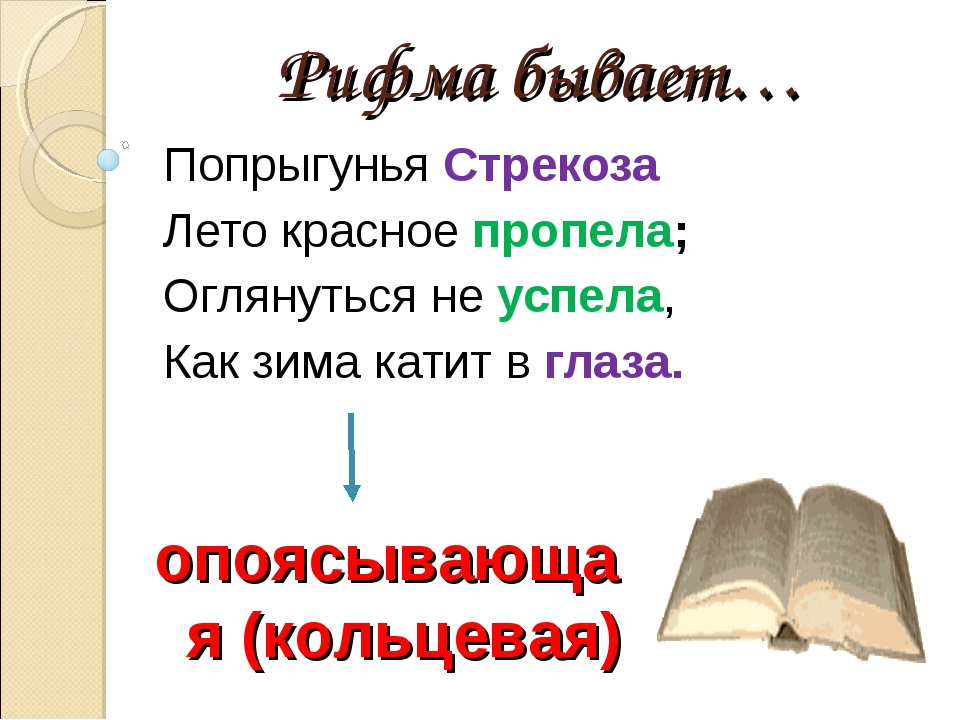 Рифма бывает…
Попрыгунья Стрекоза
Лето красное пропела;
Оглянуться не успела,
Как зима катит в глаза.
опоясывающа
я (кольцевая)